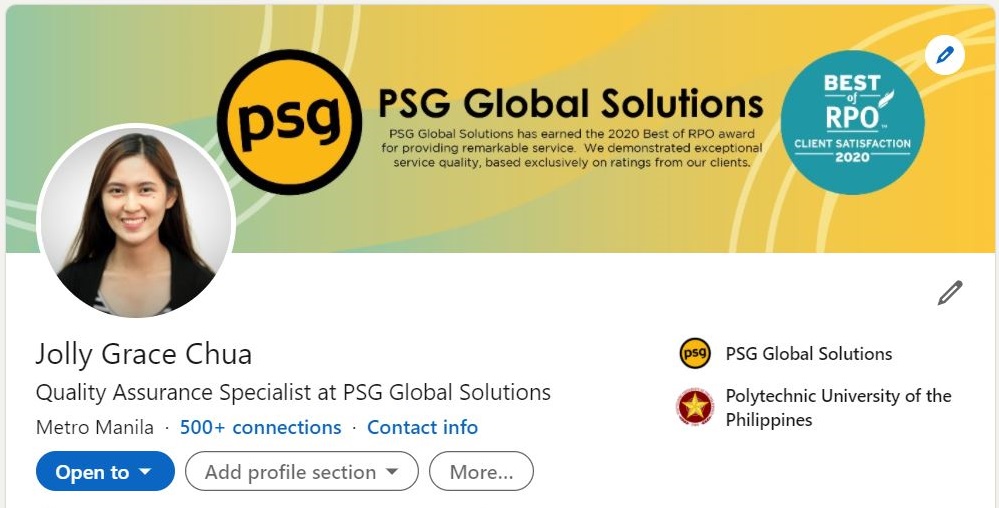 psg
PSG Global Solutions
PSG Global Solutions has earned the 2020 Best of RPO award
for providing remarkable service. We demonstrated exceptional
service quality, based exclusively on ratings from our clients.
BEST
of
RPO™
CLIENT SATISFACTION
2020
Jolly Grace Chua
Quality Assurance Specialist at PSG Global Solutions
Metro Manila · 500+ connections · Contact info
Open to
Add profile section
More...
psg
PSG Global Solutions
Polytechnic University of the
Philippines